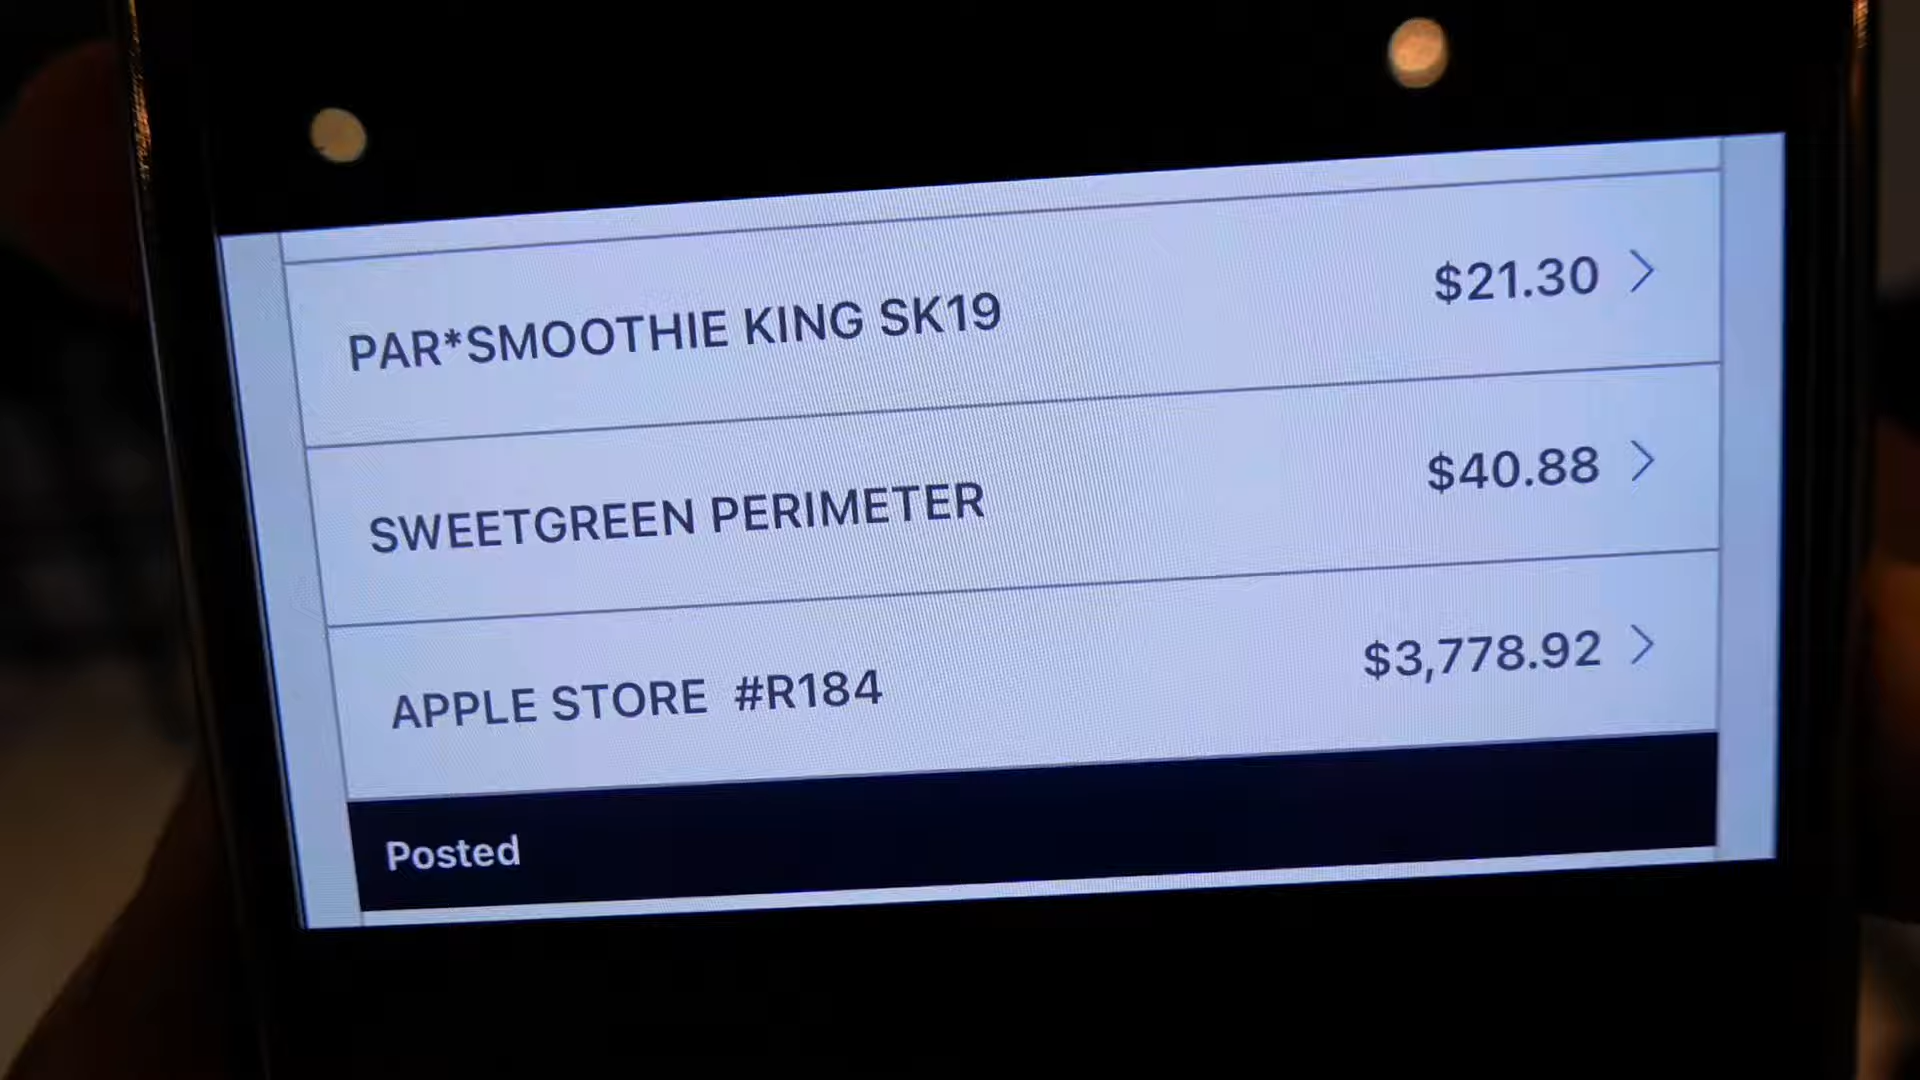 PAR*SMOOTHIE KING SK19 $21.30
SWEETGREEN PERIMETER $40.88
APPLE STORE #R184 $3,778.92
Posted